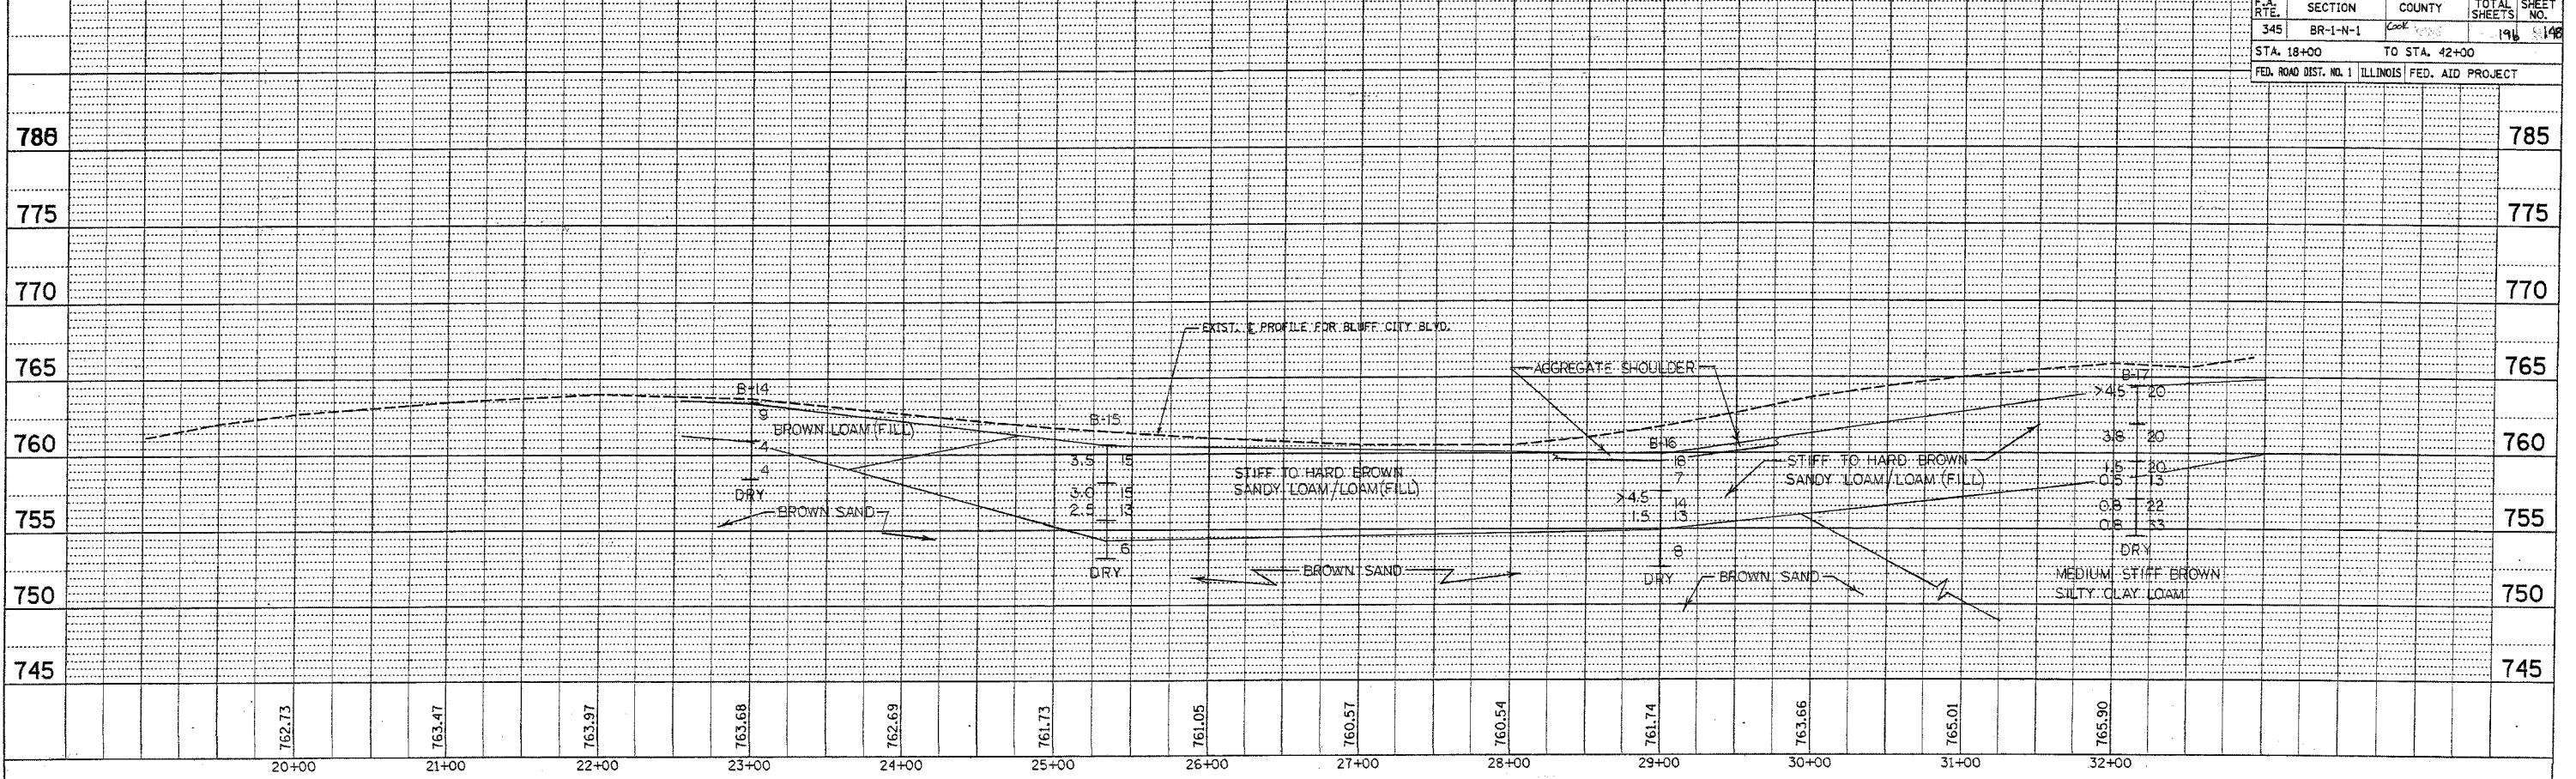 F.A. RTE. SECTION COUNTY TOTAL SHEETS SHEET NO.
345 BR-1-N-1 Cook 196 148
STA. 18+00 TO STA. 42+00
FED. ROAD DIST. NO. 1 ILLINOIS FED. AID PROJECT
785 785
775 775
770 770
EXIST. ℄ PROFILE FOR BLUFF CITY BLVD.
765 765
AGGREGATE SHOULDER
B-14
9
BROWN LOAM (FILL)
4
4
DRY
BROWN SAND
B-15
3.5 15
3.0 15
2.5 13
6
DRY
STIFF TO HARD BROWN
SANDY LOAM/LOAM(FILL)
BROWN SAND
B-16
16
7
>4.5 14
1.5 13
8
DRY
BROWN SAND
STIFF TO HARD BROWN
SANDY LOAM/LOAM (FILL)
B-17
>4.5 20
3.8 20
1.5 20
0.5 13
0.8 22
0.8 33
DRY
MEDIUM STIFF BROWN
SILTY CLAY LOAM
760 760
755 755
750 750
745 745
762.73 763.47 763.97 763.68 762.69 761.73 761.05 760.57 760.54 761.74 763.66 765.01 765.90
20+00 21+00 22+00 23+00 24+00 25+00 26+00 27+00 28+00 29+00 30+00 31+00 32+00